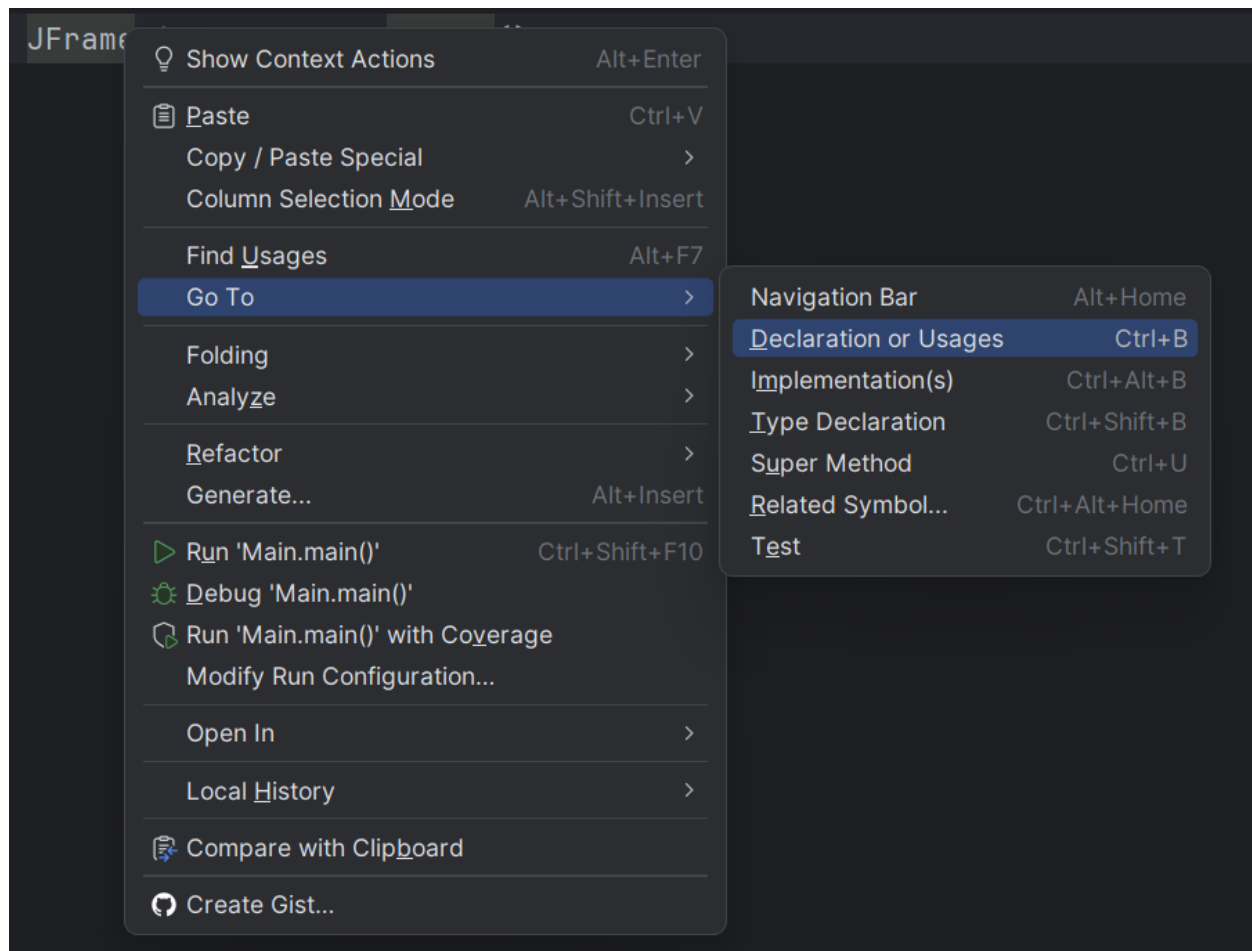 JFrame
Show Context Actions Alt+Enter
Paste Ctrl+V
Copy / Paste Special
Column Selection Mode Alt+Shift+Insert
Find Usages Alt+F7
Go To
Folding
Analyze
Refactor
Generate... Alt+Insert
Run 'Main.main()' Ctrl+Shift+F10
Debug 'Main.main()'
Run 'Main.main()' with Coverage
Modify Run Configuration...
Open In
Local History
Compare with Clipboard
Create Gist...
Navigation Bar Alt+Home
Declaration or Usages Ctrl+B
Implementation(s) Ctrl+Alt+B
Type Declaration Ctrl+Shift+B
Super Method Ctrl+U
Related Symbol... Ctrl+Alt+Home
Test Ctrl+Shift+T